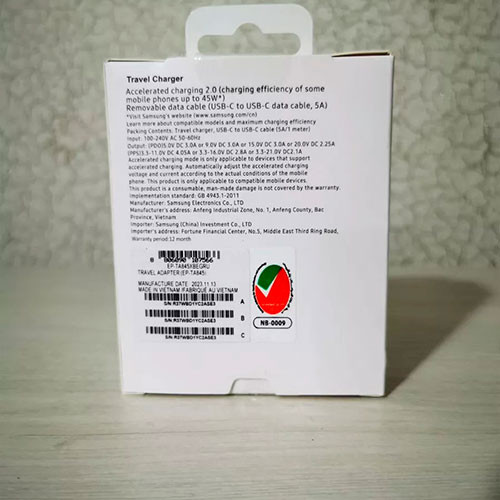 Travel Charger
Accelerated charging 2.0 (charging efficiency of some
mobile phones up to 45W*)
Removable data cable (USB-C to USB-C data cable, 5A)
*Visit Samsung's website (www.samsung.com/cn)
Learn more about compatible models and maximum charging efficiency
Packing Contents: Travel charger, USB-C to USB-C cable (5A/1 meter)
Input: 100-240V, AC 50-60Hz
Output: (PDO)5.0V DC 3.0A or 9.0V DC 3.0A or 15.0V DC 3.0A or 20.0V DC 2.25A
(PPS)3.3-11.0V DC 4.05A or 3.3-16.0V DC 2.8A or 3.3-21.0V DC2.1A
Accelerated charging mode is only applicable to devices that support
accelerated charging. Automatically adjust the accelerated charging
voltage and current according to the actual conditions of the mobile
phone. This product is only applicable to compatible mobile devices.
This product is a consumable, man-made damage is not covered by the warranty.
Implementation standard: GB 4943.1-2011
Manufacturer: Samsung Electronics Co., LTD
Manufacturer's address: Anfeng Industrial Zone, No. 1, Anfeng County, Bac
Province, Vietnam
Importer: Samsung (China) Investment Co., LTD
Importer's address: Fortune Financial Center, No,5, Middle East Third Ring Road,
Warranty period:12 month
8 806090 107566
EP-TA845XBEGRU
TRAVEL ADAPTER (EP-TA845)
MANUFACTURE DATE: 2023.11.13
MADE IN VIETNAM /FABRIQUÉ AU VIETNAM
A
S/N:R37WBD1YC2ASE3
B
S/N:R37WBD1YYC2ASE3
C
S/N:R37WBD1YYC2ASE3
NB-0009